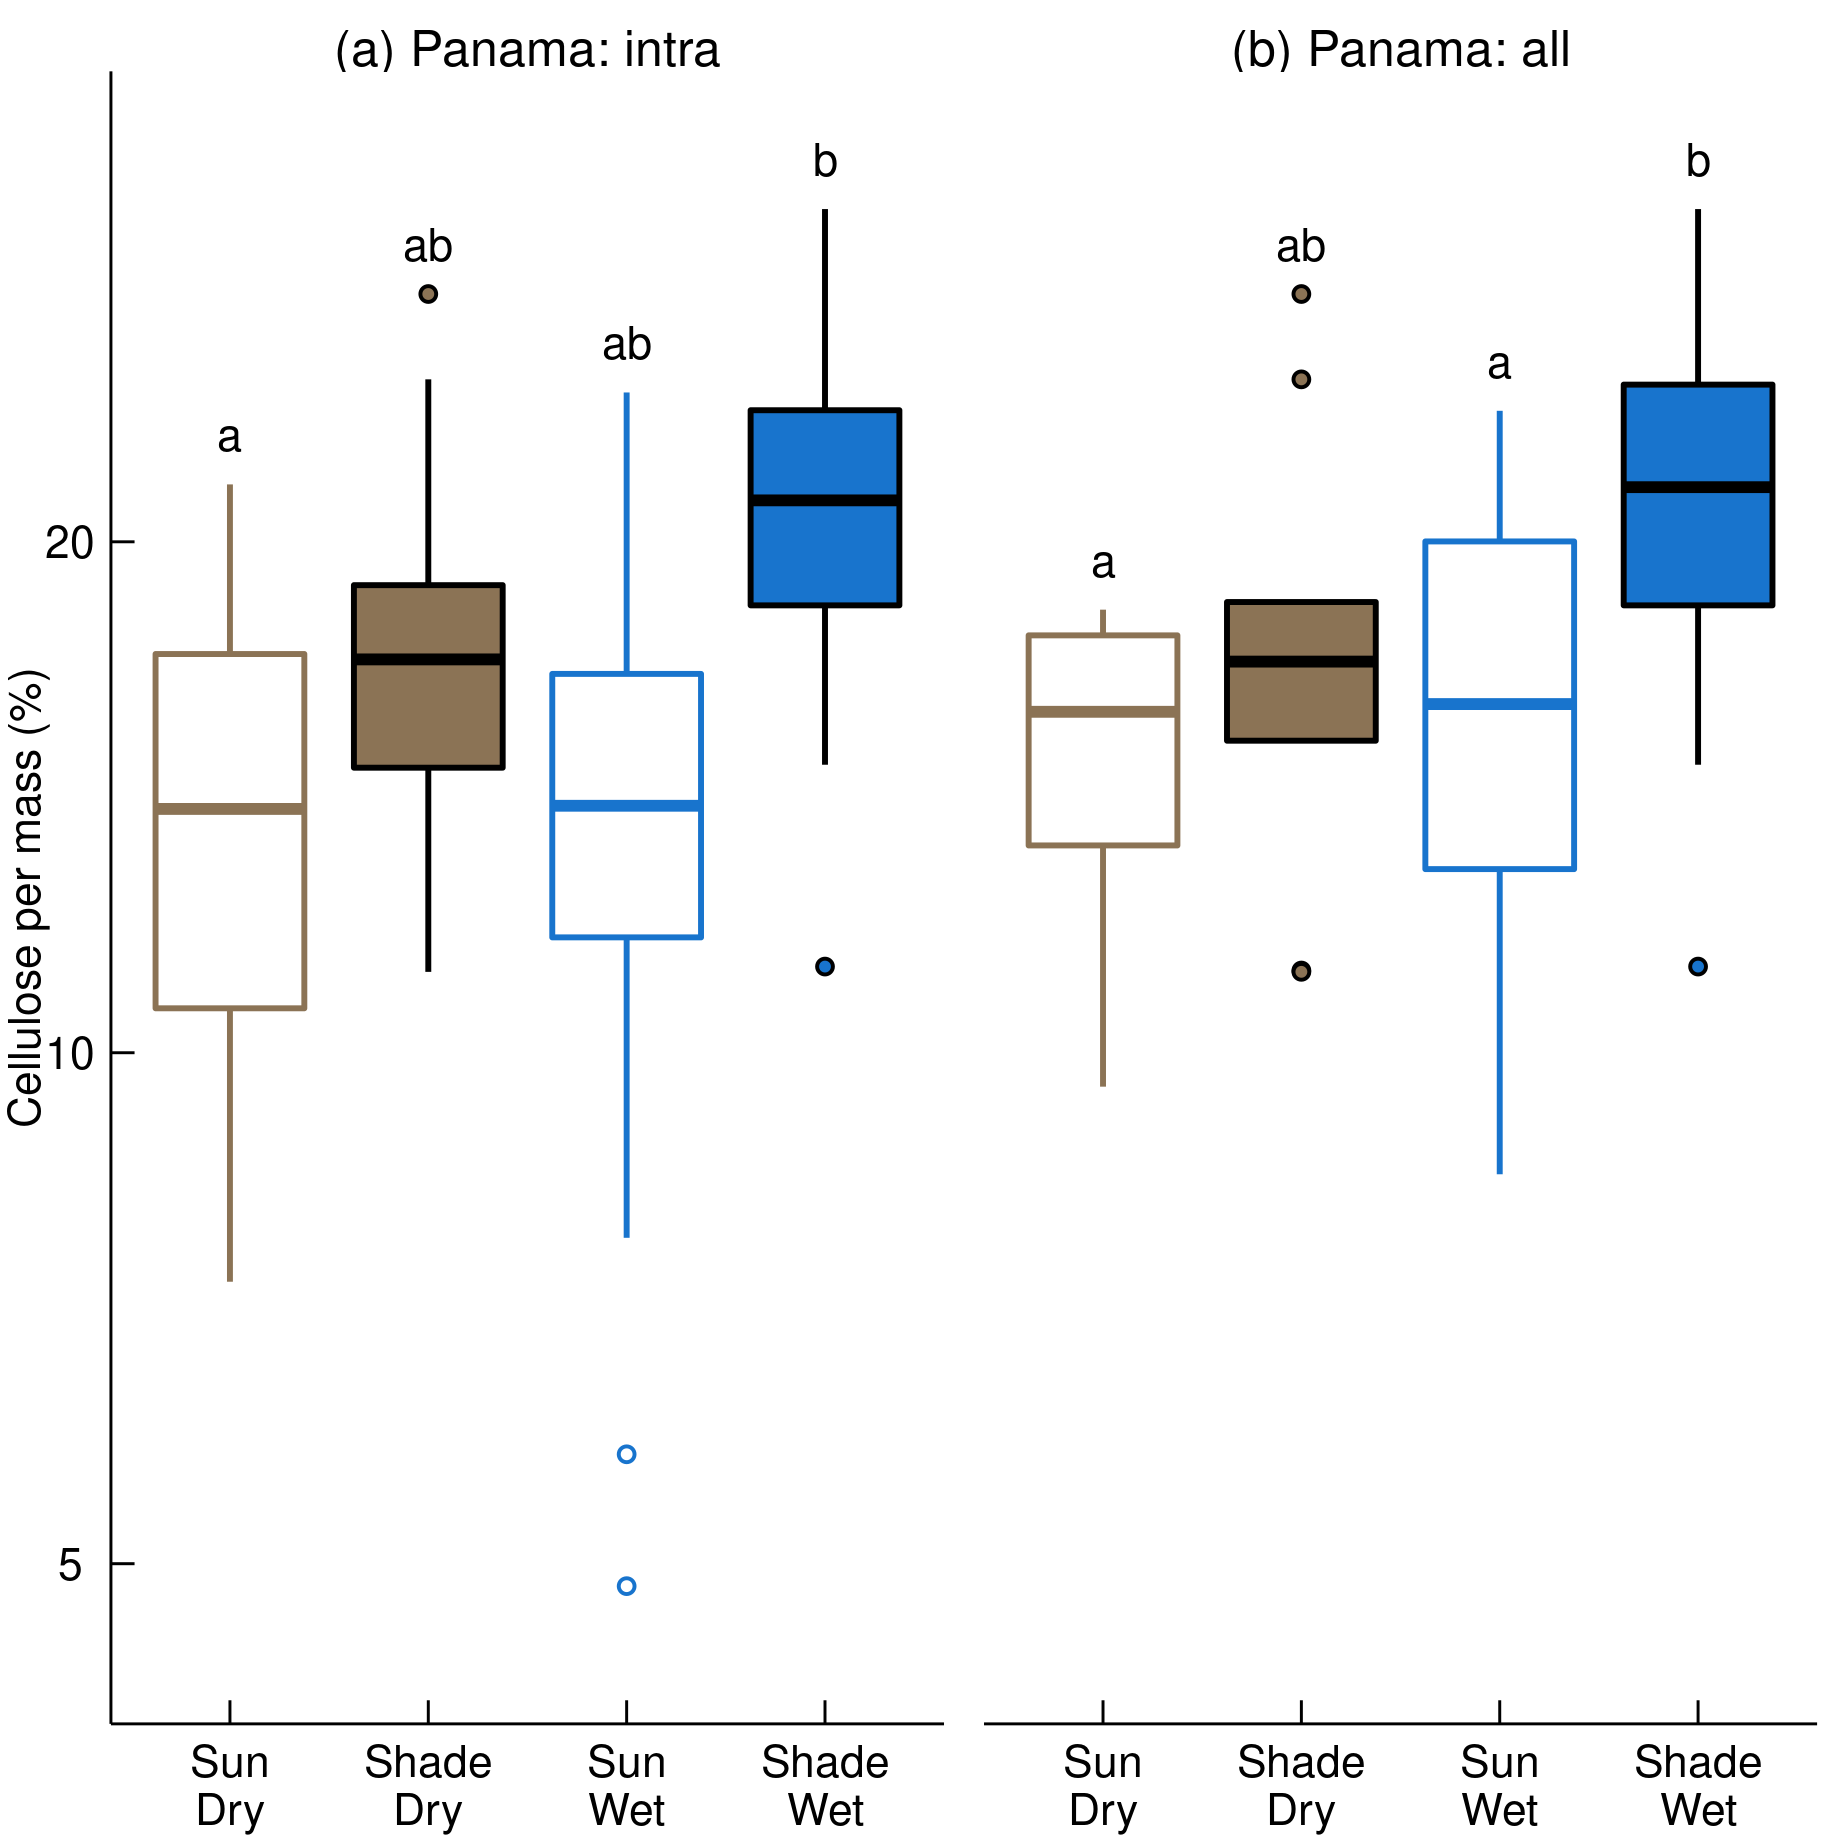 (a) Panama: intra
(b) Panama: all
Cellulose per mass (%)
20
10
5
a
ab
ab
b
a
ab
a
b
Sun
Dry
Shade
Dry
Sun
Wet
Shade
Wet
Sun
Dry
Shade
Dry
Sun
Wet
Shade
Wet